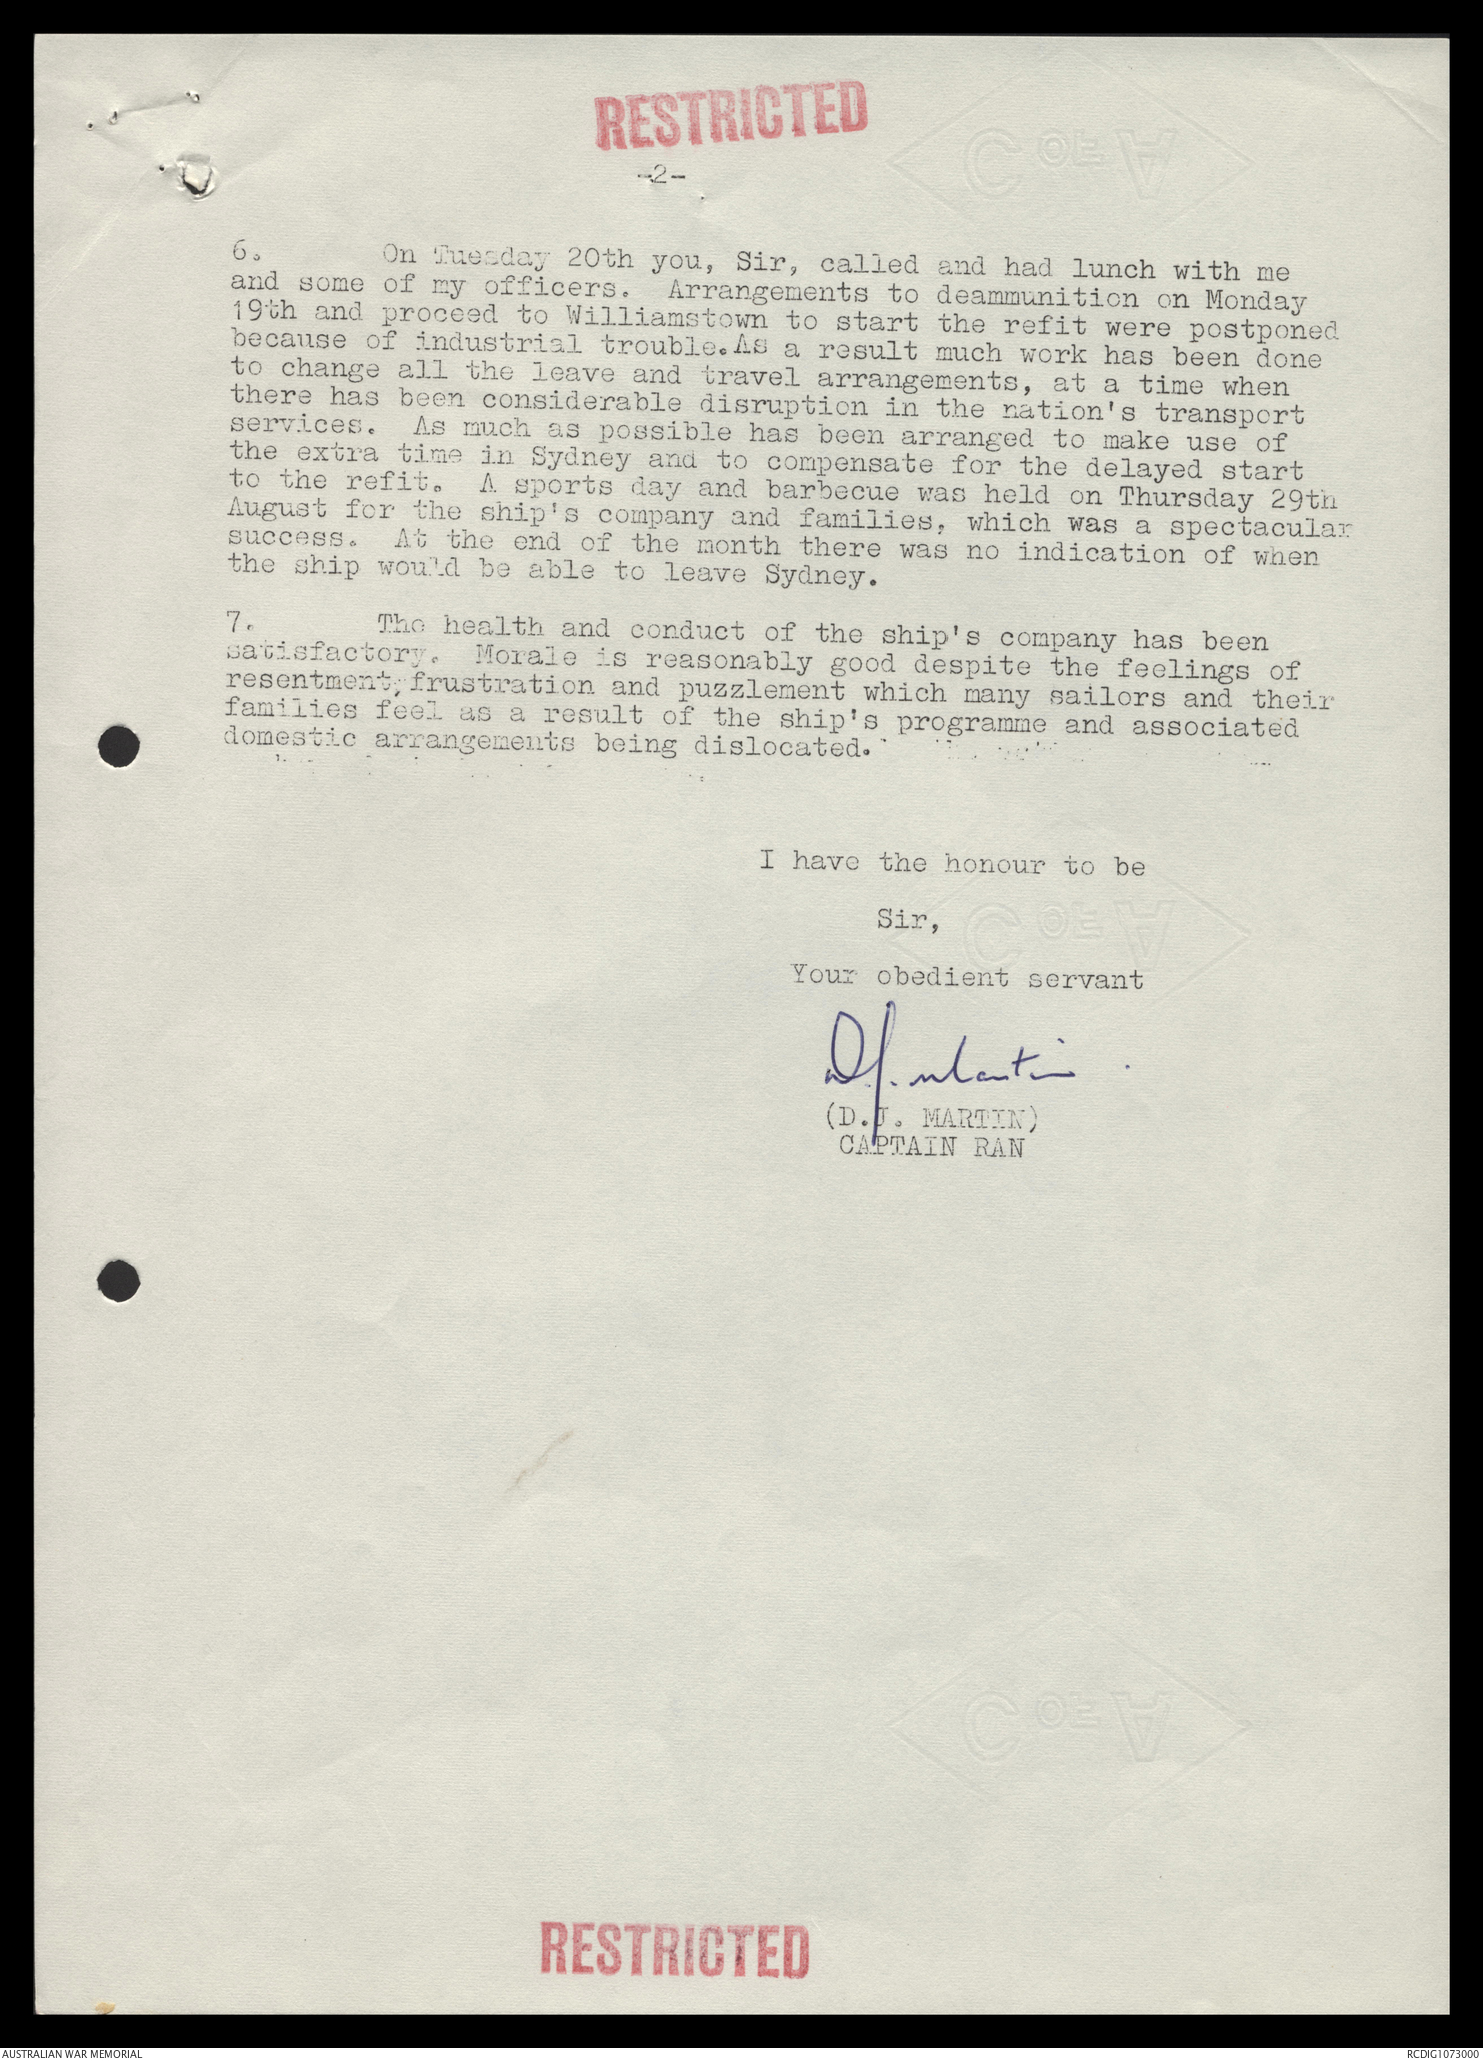 RESTRICTED
-2-
6. On Tuesday 20th you, Sir, called and had lunch with me
and some of my officers. Arrangements to deammunition on Monday
19th and proceed to Williamstown to start the refit were postponed
because of industrial trouble.As a result much work has been done
to change all the leave and travel arrangements, at a time when
there has been considerable disruption in the nation's transport
services. As much as possible has been arranged to make use of
the extra time in Sydney and to compensate for the delayed start
to the refit. A sports day and barbecue was held on Thursday 29th
August for the ship's company and families, which was a spectacular
success. At the end of the month there was no indication of when
the ship would be able to leave Sydney.
7. The health and conduct of the ship's company has been
satisfactory. Morale is reasonably good despite the feelings of
resentment, frustration and puzzlement which many sailors and their
families feel as a result of the ship's programme and associated
domestic arrangements being dislocated.
I have the honour to be
Sir,
Your obedient servant
D.J. Martin
(D.J. MARTIN)
CAPTAIN RAN
RESTRICTED
C OF A
C OF A
C OF A
AUSTRALIAN WAR MEMORIAL
RCDIG1073000